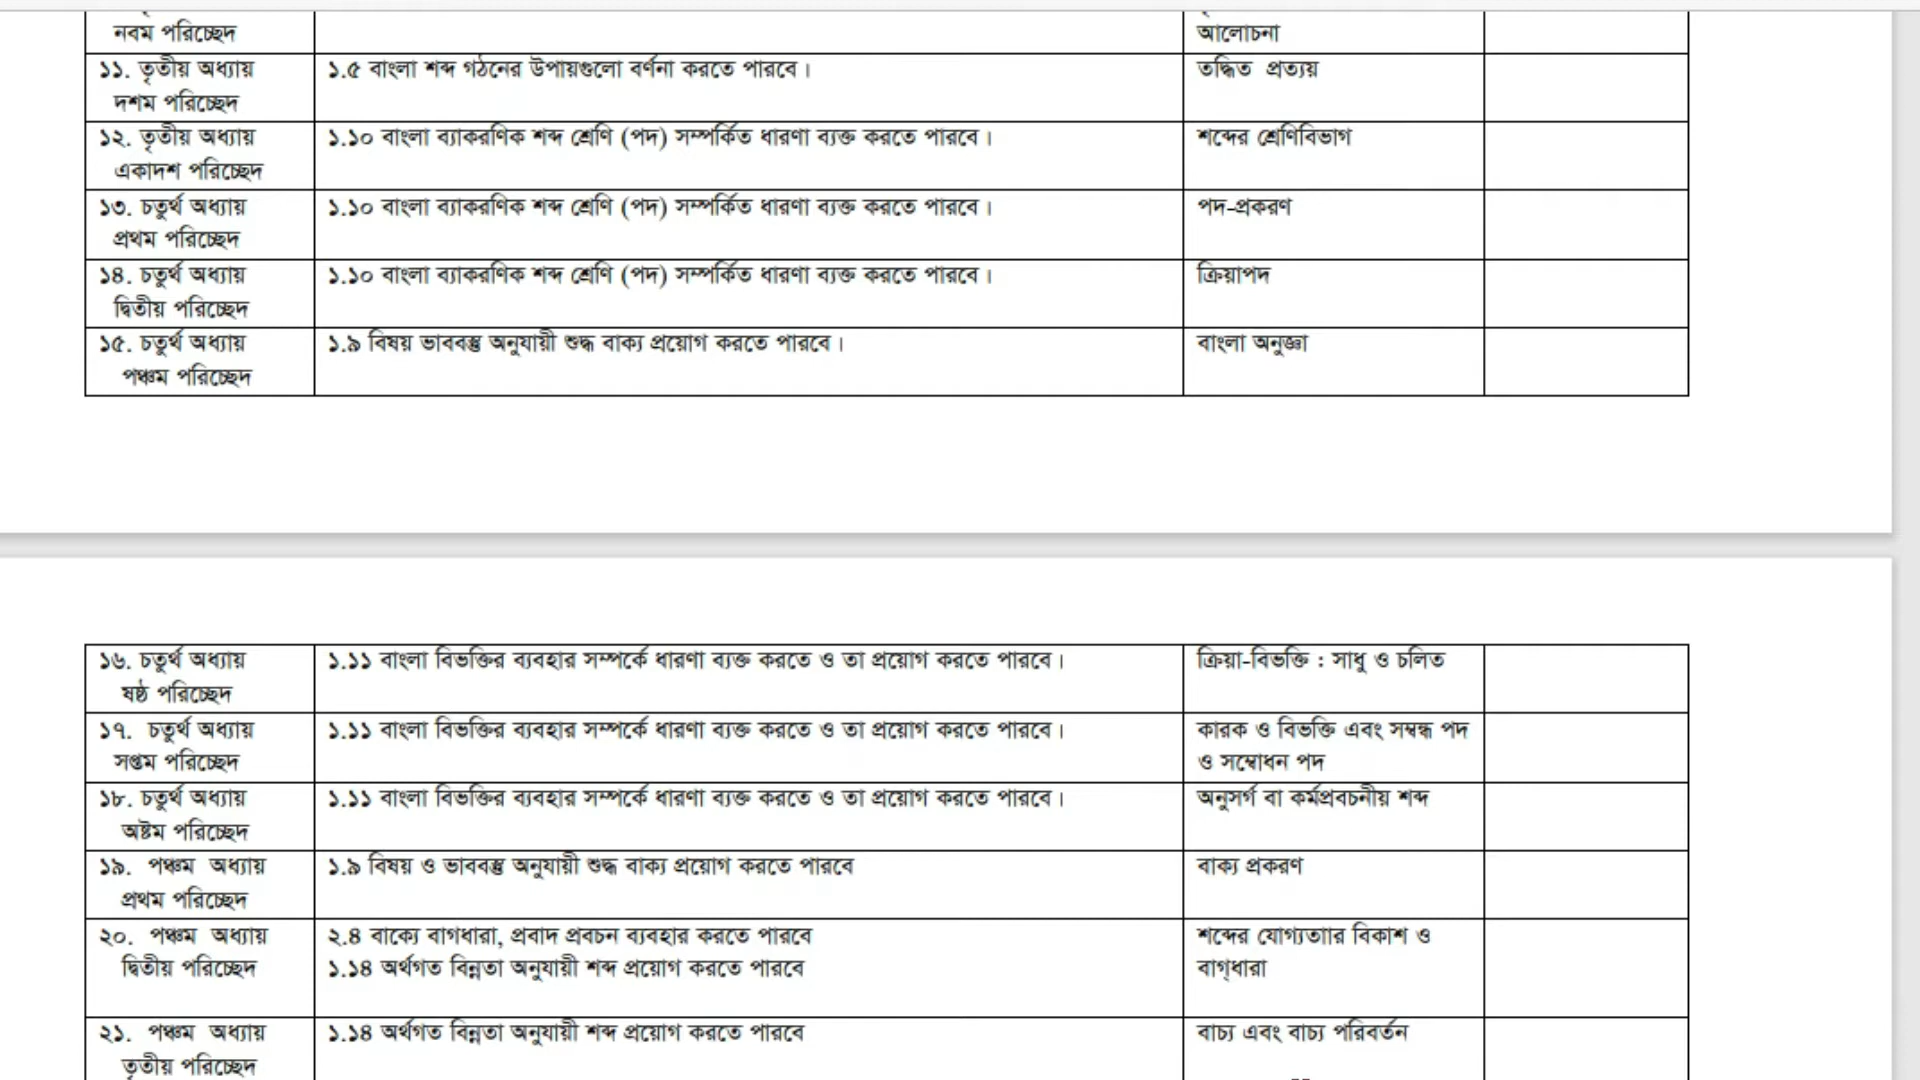 নবম পরিচ্ছেদ
আলোচনা
১১. তৃতীয় অধ্যায়
দশম পরিচ্ছেদ
১.৫ বাংলা শব্দ গঠনের উপায়গুলো বর্ণনা করতে পারবে।
তদ্ধিত প্রত্যয়
১২. তৃতীয় অধ্যায়
একাদশ পরিচ্ছেদ
১.১০ বাংলা ব্যাকরণিক শব্দ শ্রেণি (পদ) সম্পর্কিত ধারণা ব্যক্ত করতে পারবে।
শব্দের শ্রেণিবিভাগ
১৩. চতুর্থ অধ্যায়
প্রথম পরিচ্ছেদ
১.১০ বাংলা ব্যাকরণিক শব্দ শ্রেণি (পদ) সম্পর্কিত ধারণা ব্যক্ত করতে পারবে।
পদ-প্রকরণ
১৪. চতুর্থ অধ্যায়
দ্বিতীয় পরিচ্ছেদ
১.১০ বাংলা ব্যাকরণিক শব্দ শ্রেণি (পদ) সম্পর্কিত ধারণা ব্যক্ত করতে পারবে।
ক্রিয়াপদ
১৫. চতুর্থ অধ্যায়
পঞ্চম পরিচ্ছেদ
১.৯ বিষয় ভাববস্তু অনুযায়ী শুদ্ধ বাক্য প্রয়োগ করতে পারবে।
বাংলা অনুজ্ঞা
১৬. চতুর্থ অধ্যায়
ষষ্ঠ পরিচ্ছেদ
১.১১ বাংলা বিভক্তির ব্যবহার সম্পর্কে ধারণা ব্যক্ত করতে ও তা প্রয়োগ করতে পারবে।
ক্রিয়া-বিভক্তি : সাধু ও চলিত
১৭. চতুর্থ অধ্যায়
সপ্তম পরিচ্ছেদ
১.১১ বাংলা বিভক্তির ব্যবহার সম্পর্কে ধারণা ব্যক্ত করতে ও তা প্রয়োগ করতে পারবে।
কারক ও বিভক্তি এবং সম্বন্ধ পদ
ও সম্বোধন পদ
১৮. চতুর্থ অধ্যায়
অষ্টম পরিচ্ছেদ
১.১১ বাংলা বিভক্তির ব্যবহার সম্পর্কে ধারণা ব্যক্ত করতে ও তা প্রয়োগ করতে পারবে।
অনুসর্গ বা কর্মপ্রবচনীয় শব্দ
১৯. পঞ্চম অধ্যায়
প্রথম পরিচ্ছেদ
১.৯ বিষয় ও ভাববস্তু অনুযায়ী শুদ্ধ বাক্য প্রয়োগ করতে পারবে
বাক্য প্রকরণ
২০. পঞ্চম অধ্যায়
দ্বিতীয় পরিচ্ছেদ
২.৪ বাক্যে বাগধারা, প্রবাদ প্রবচন ব্যবহার করতে পারবে
১.১৪ অর্থগত বিন্নতা অনুযায়ী শব্দ প্রয়োগ করতে পারবে
শব্দের যোগ্যতাার বিকাশ ও
বাগ্‌ধারা
২১. পঞ্চম অধ্যায়
তৃতীয় পরিচ্ছেদ
১.১৪ অর্থগত বিন্নতা অনুযায়ী শব্দ প্রয়োগ করতে পারবে
বাচ্য এবং বাচ্য পরিবর্তন